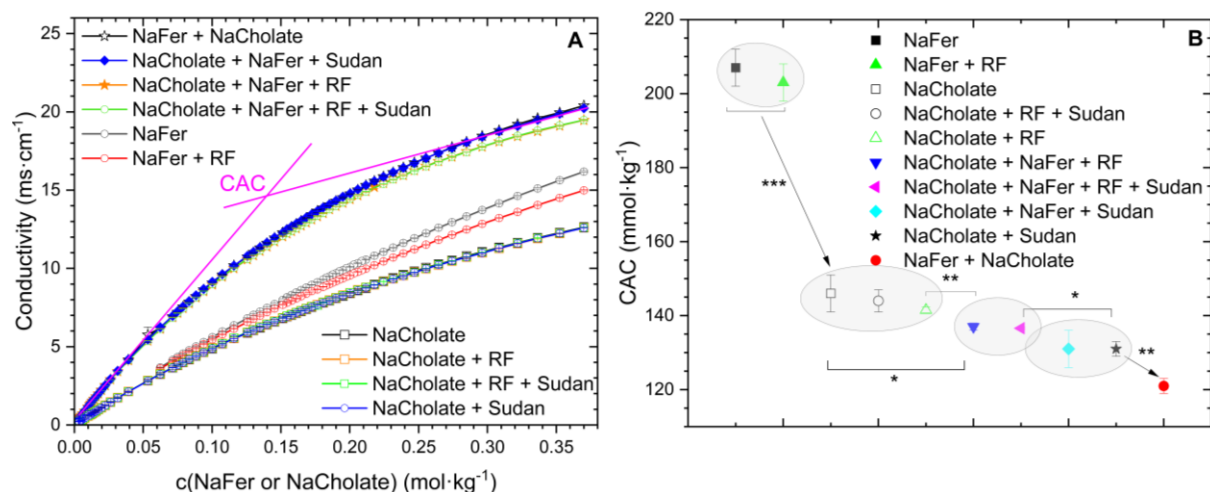 A
NaFer + NaCholate
NaCholate + NaFer + Sudan
NaCholate + NaFer + RF
NaCholate + NaFer + RF + Sudan
NaFer
NaFer + RF
CAC
NaCholate
NaCholate + RF
NaCholate + RF + Sudan
NaCholate + Sudan
Conductivity (ms·cm⁻¹)
25
20
15
10
5
0
0.00 0.05 0.10 0.15 0.20 0.25 0.30 0.35
c(NaFer or NaCholate) (mol·kg⁻¹)
B
NaFer
NaFer + RF
NaCholate
NaCholate + RF + Sudan
NaCholate + RF
NaCholate + NaFer + RF
NaCholate + NaFer + RF + Sudan
NaCholate + NaFer + Sudan
NaCholate + Sudan
NaFer + NaCholate
***
**
*
*
**
CAC (mmol·kg⁻¹)
220
200
180
160
140
120